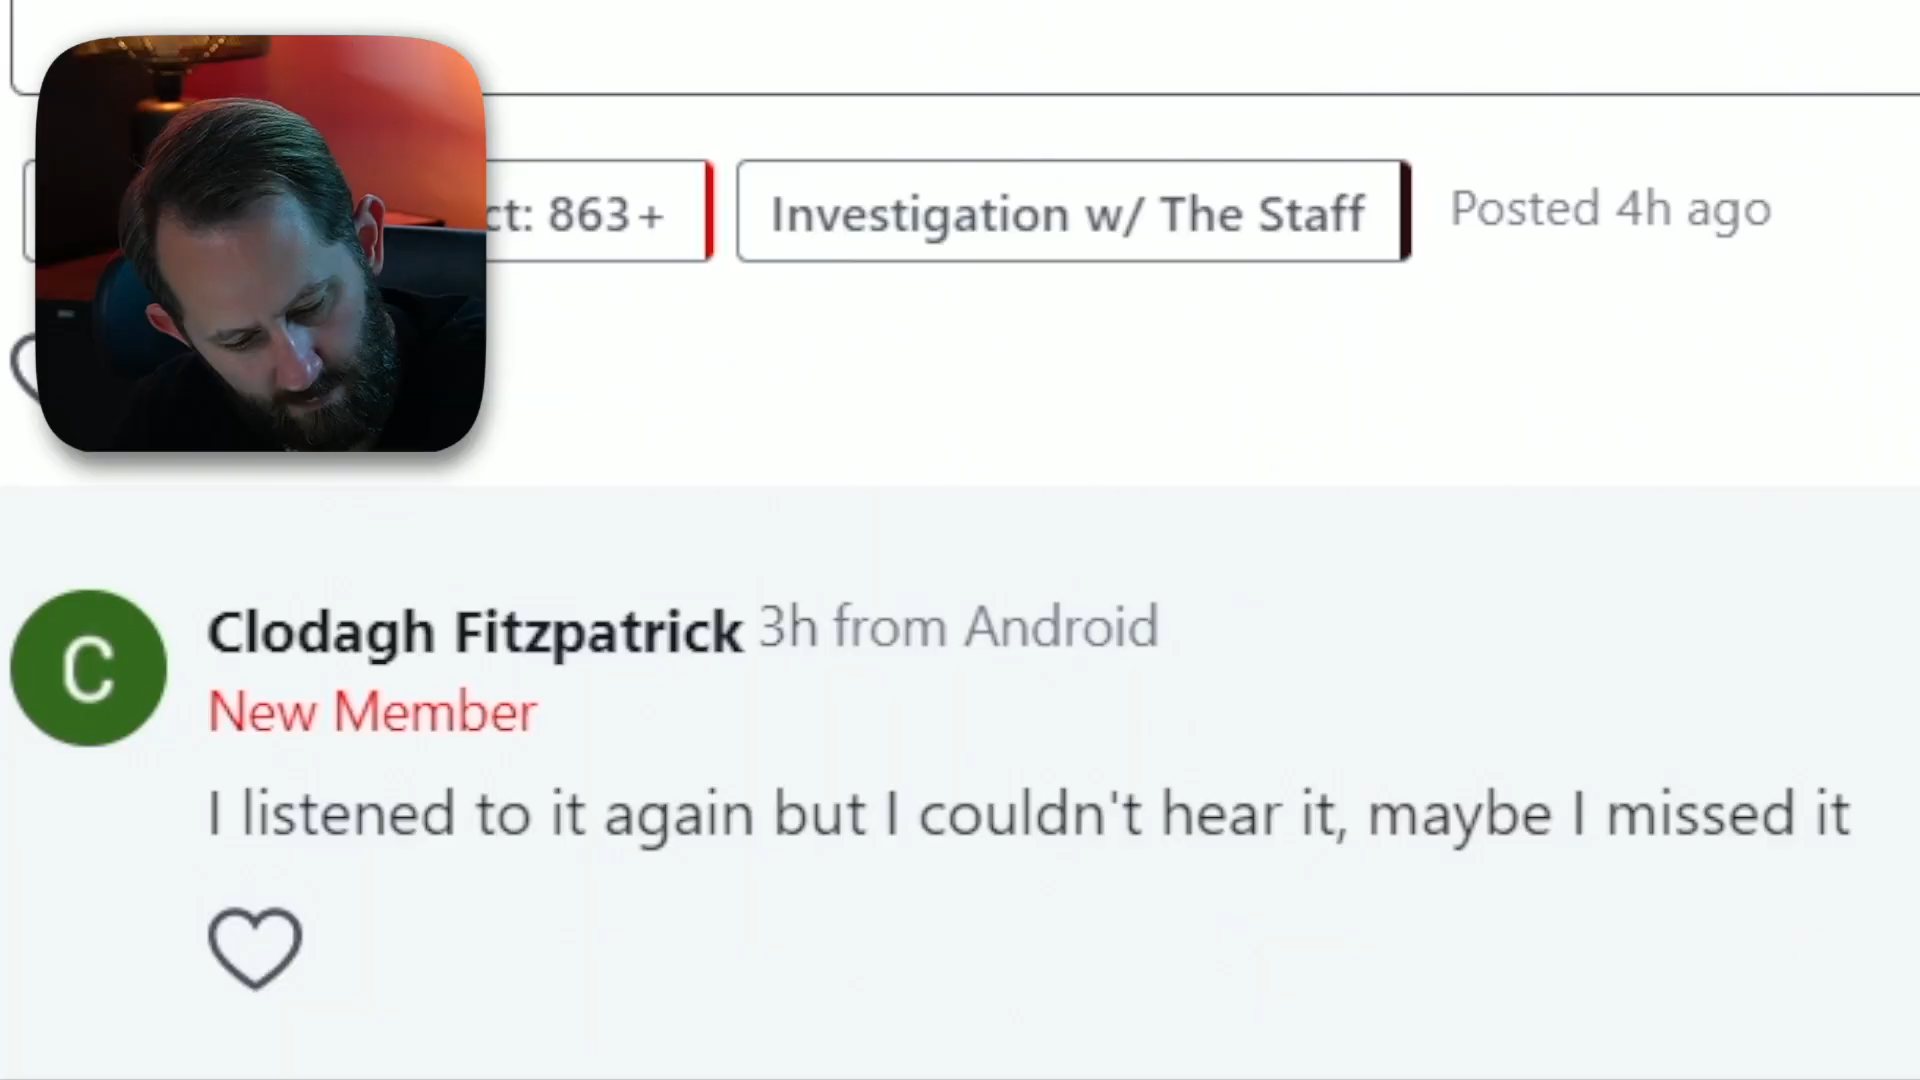 ct: 863+
Investigation w/ The Staff
Posted 4h ago
C
Clodagh Fitzpatrick 3h from Android
New Member
I listened to it again but I couldn't hear it, maybe I missed it